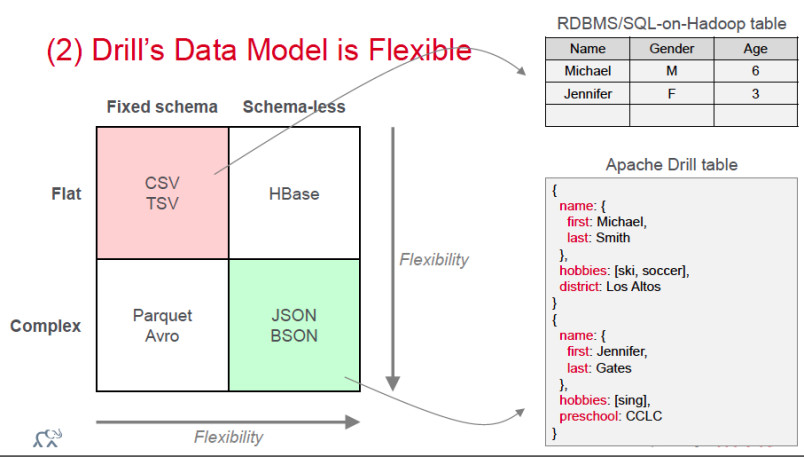 (2) Drill's Data Model is Flexible
Fixed schema
Schema-less
Flat
CSV
TSV
HBase
Complex
Parquet
Avro
JSON
BSON
Flexibility
Flexibility
RDBMS/SQL-on-Hadoop table
Name Gender Age
Michael M 6
Jennifer F 3
Apache Drill table
{
name: {
first: Michael,
last: Smith
},
hobbies: [ski, soccer],
district: Los Altos
}
{
name: {
first: Jennifer,
last: Gates
},
hobbies: [sing],
preschool: CCLC
}